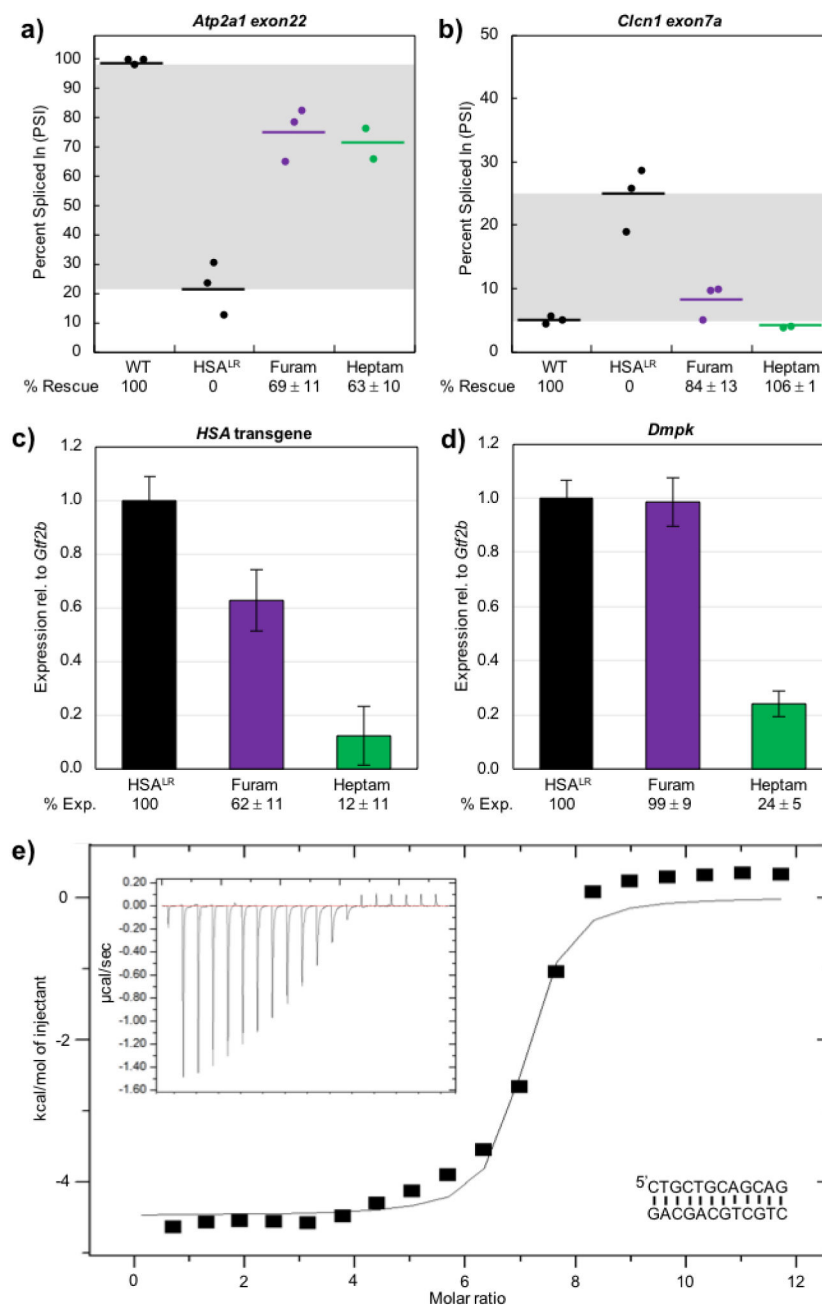 a)
Atp2a1 exon22
Percent Spliced In (PSI)
100
90
80
70
60
50
40
30
20
10
0
WT HSA^LR Furam Heptam
% Rescue 100 0 69 ± 11 63 ± 10
b)
Clcn1 exon7a
Percent Spliced In (PSI)
50
40
30
20
10
0
WT HSA^LR Furam Heptam
% Rescue 100 0 84 ± 13 106 ± 1
c)
HSA transgene
Expression rel. to Gtf2b
1.2
1.0
0.8
0.6
0.4
0.2
0.0
HSA^LR Furam Heptam
% Exp. 100 62 ± 11 12 ± 11
d)
Dmpk
Expression rel. to Gtf2b
1.2
1.0
0.8
0.6
0.4
0.2
0.0
HSA^LR Furam Heptam
% Exp. 100 99 ± 9 24 ± 5
e)
kcal/mol of injectant
0
-2
-4
µcal/sec
0.20
0.00
-0.20
-0.40
-0.60
-0.80
-1.00
-1.20
-1.40
-1.60
5'CTGCTGCAGCAG
GACGACGTCGTC
0 2 4 6 8 10 12
Molar ratio